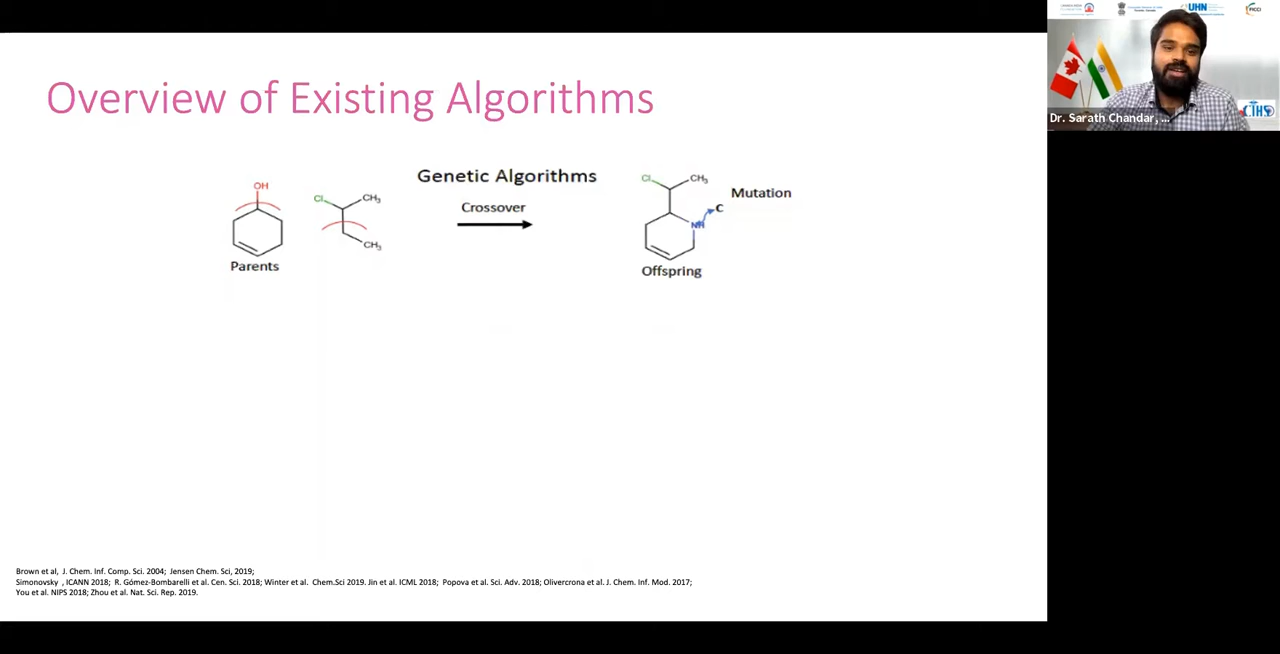 Overview of Existing Algorithms
UHN
FICCI
CIHS
Dr. Sarath Chandar, ...
Genetic Algorithms
Crossover
OH
Cl
CH3
CH3
Parents
Cl
CH3
C
NH
Mutation
Offspring
Brown et al, J. Chem. Inf. Comp. Sci. 2004; Jensen Chem. Sci, 2019;
Simonovsky , ICANN 2018; R. Gómez-Bombarelli et al. Cen. Sci. 2018; Winter et al. Chem.Sci 2019. Jin et al. ICML 2018; Popova et al. Sci. Adv. 2018; Olivercrona et al. J. Chem. Inf. Mod. 2017;
You et al. NIPS 2018; Zhou et al. Nat. Sci. Rep. 2019.